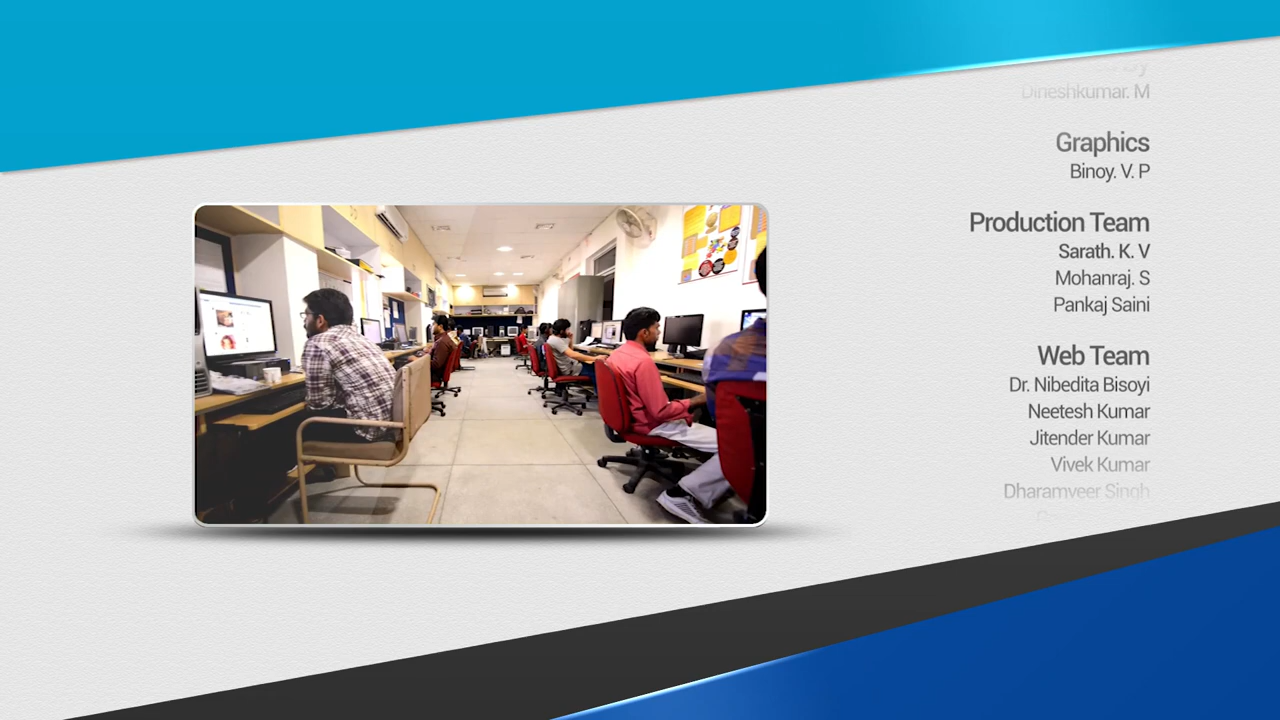 Dineshkumar. M
Graphics
Binoy. V. P
Production Team
Sarath. K. V
Mohanraj. S
Pankaj Saini
Web Team
Dr. Nibedita Bisoyi
Neetesh Kumar
Jitender Kumar
Vivek Kumar
Dharamveer Singh